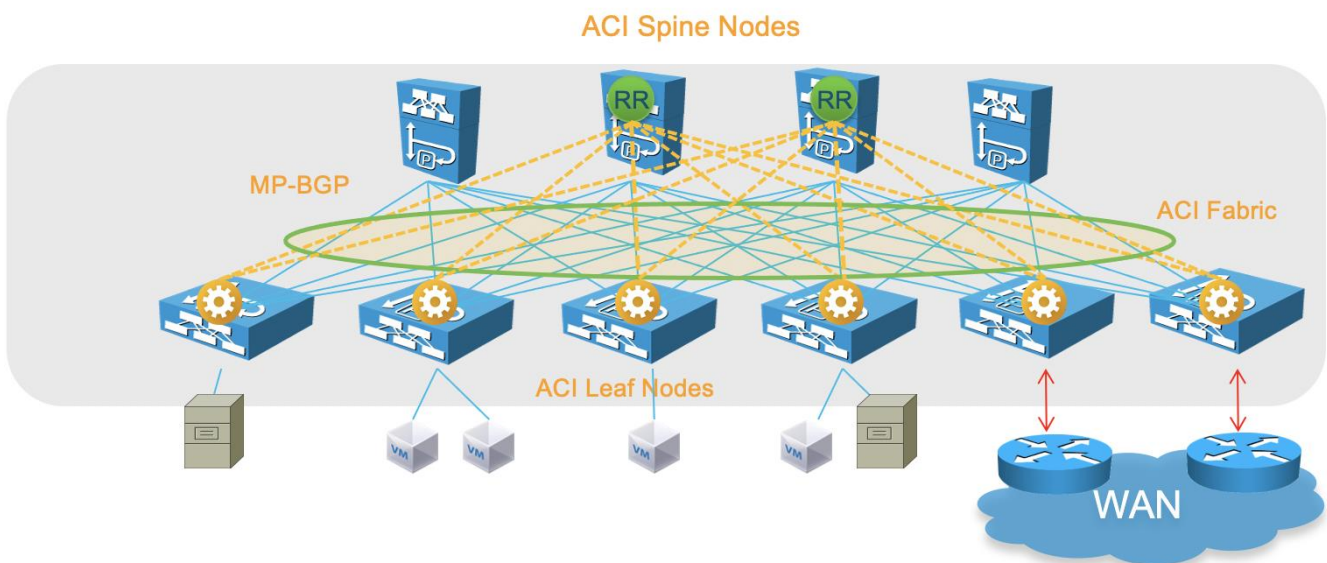 ACI Spine Nodes
RR
RR
P
P
P
P
MP-BGP
ACI Fabric
ACI Leaf Nodes
VM
VM
VM
VM
WAN